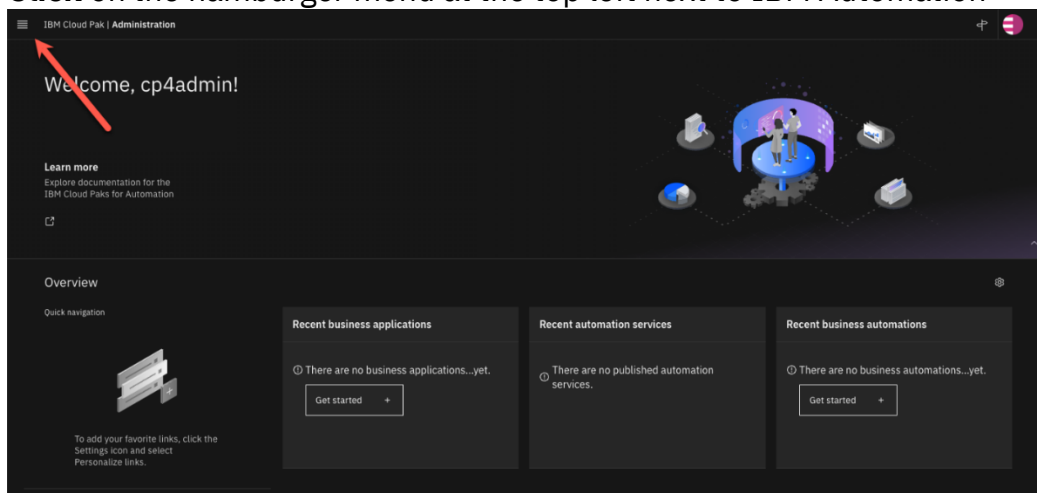 Click on the hamburger menu at the top left next to IBM Automation
IBM Cloud Pak | Administration
Welcome, cp4admin!
Learn more
Explore documentation for the
IBM Cloud Paks for Automation
Overview
Quick navigation
To add your favorite links, click the
Settings icon and select
Personalize links.
Recent business applications
There are no business applications...yet.
Get started +
Recent automation services
There are no published automation
services.
Recent business automations
There are no business automations...yet.
Get started +